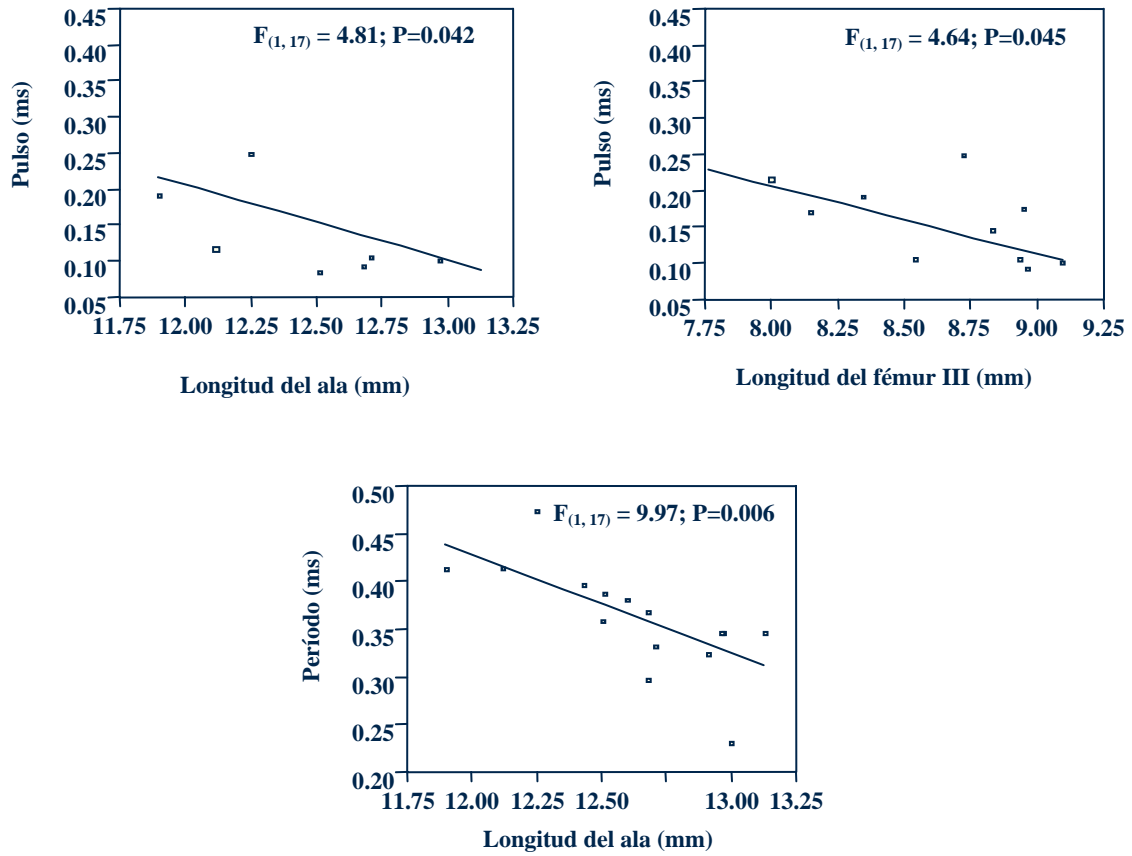 F(1, 17) = 4.81; P=0.042
Pulso (ms)
0.45
0.40
0.35
0.30
0.25
0.20
0.15
0.10
0.05
11.75 12.00 12.25 12.50 12.75 13.00 13.25
Longitud del ala (mm)
F(1, 17) = 4.64; P=0.045
Pulso (ms)
0.45
0.40
0.35
0.30
0.25
0.20
0.15
0.10
0.05
7.75 8.00 8.25 8.50 8.75 9.00 9.25
Longitud del fémur III (mm)
F(1, 17) = 9.97; P=0.006
Período (ms)
0.50
0.45
0.40
0.35
0.30
0.25
0.20
11.75 12.00 12.25 12.50 13.00 13.25
Longitud del ala (mm)